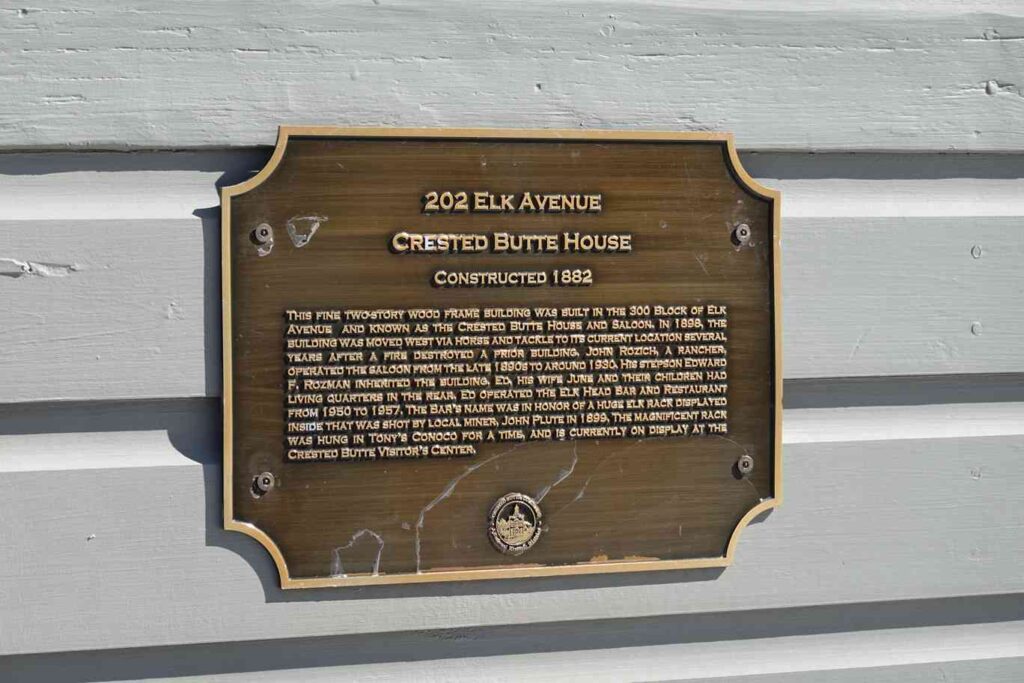 202 Elk Avenue
Crested Butte House
Constructed 1882
This fine two-story wood frame building was built in the 300 Block of Elk
Avenue and known as the Crested Butte House and Saloon. In 1898, the
building was moved west via horse and tackle to its current location several
years after a fire destroyed a prior building. John Rozich, a rancher,
operated the saloon from the late 1890s to around 1930. His stepson Edward
F. Rozman inherited the building. Ed, his wife June and their children had
living quarters in the rear. Ed operated the Elk Head Bar and Restaurant
from 1950 to 1957. The Bar's name was in honor of a huge elk rack displayed
inside that was shot by local miner, John Plute in 1899. The magnificent rack
was hung in Tony's Conoco for a time, and is currently on display at the
Crested Butte Visitor's Center.